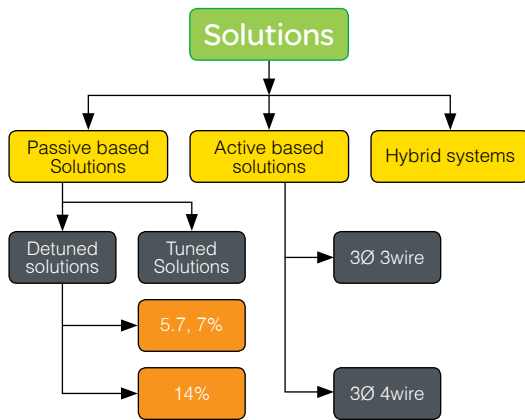 Solutions
Passive based
Solutions
Active based
solutions
Hybrid systems
Detuned
solutions
Tuned
Solutions
3Ø 3wire
5.7, 7%
14%
3Ø 4wire